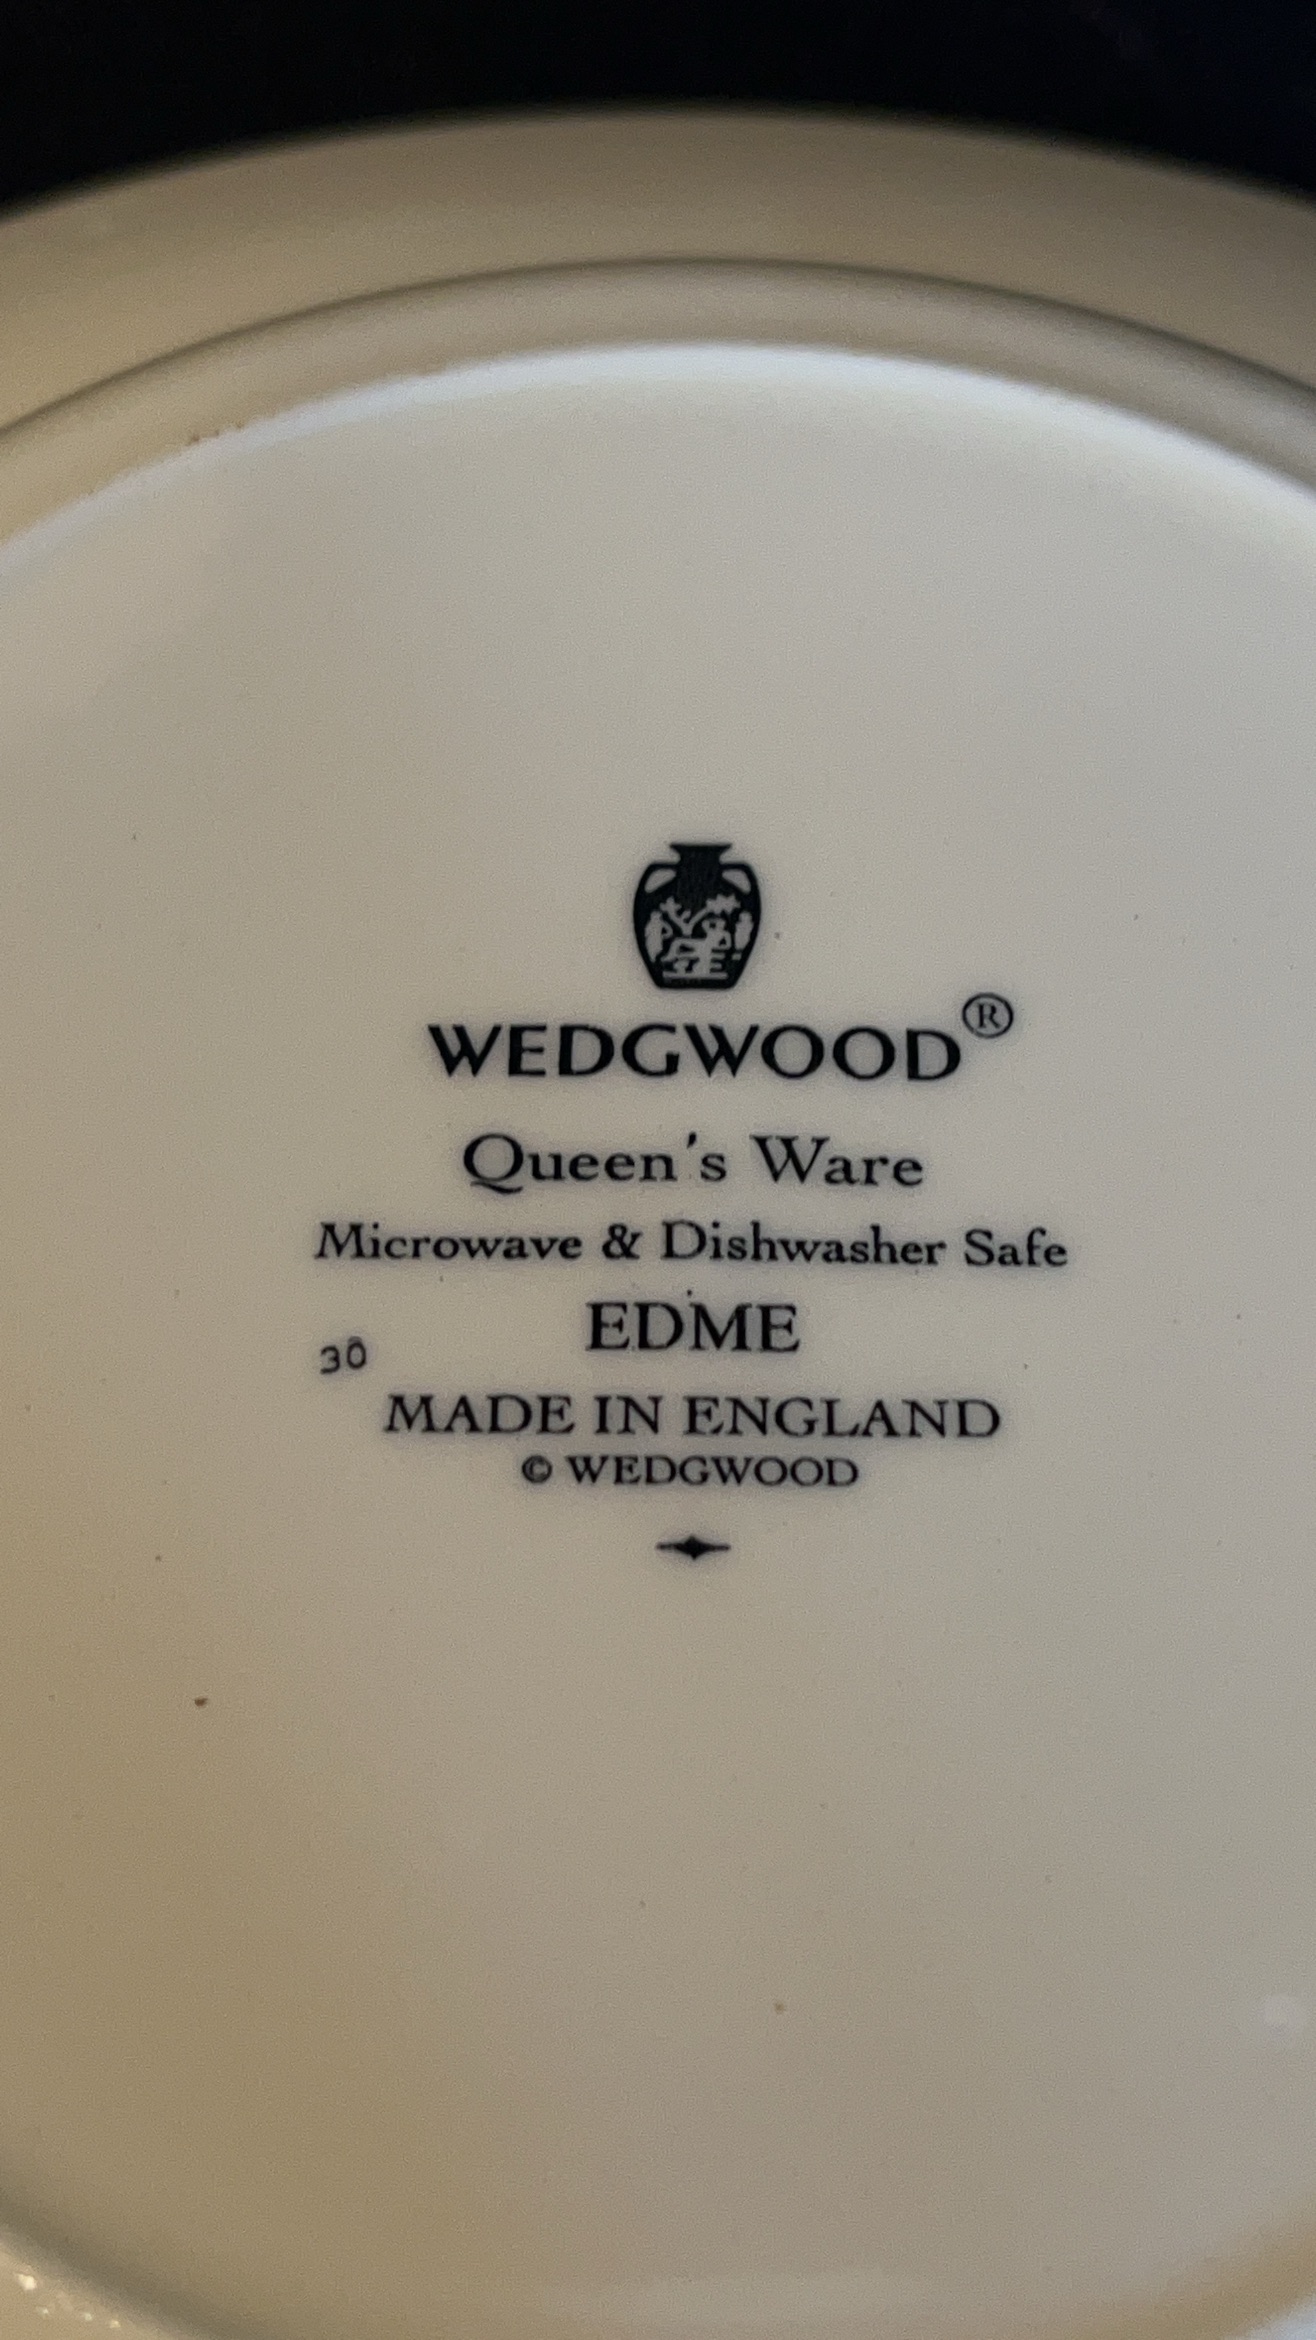 WEDGWOOD®
Queen's Ware
Microwave & Dishwasher Safe
EDME
30
MADE IN ENGLAND
© WEDGWOOD